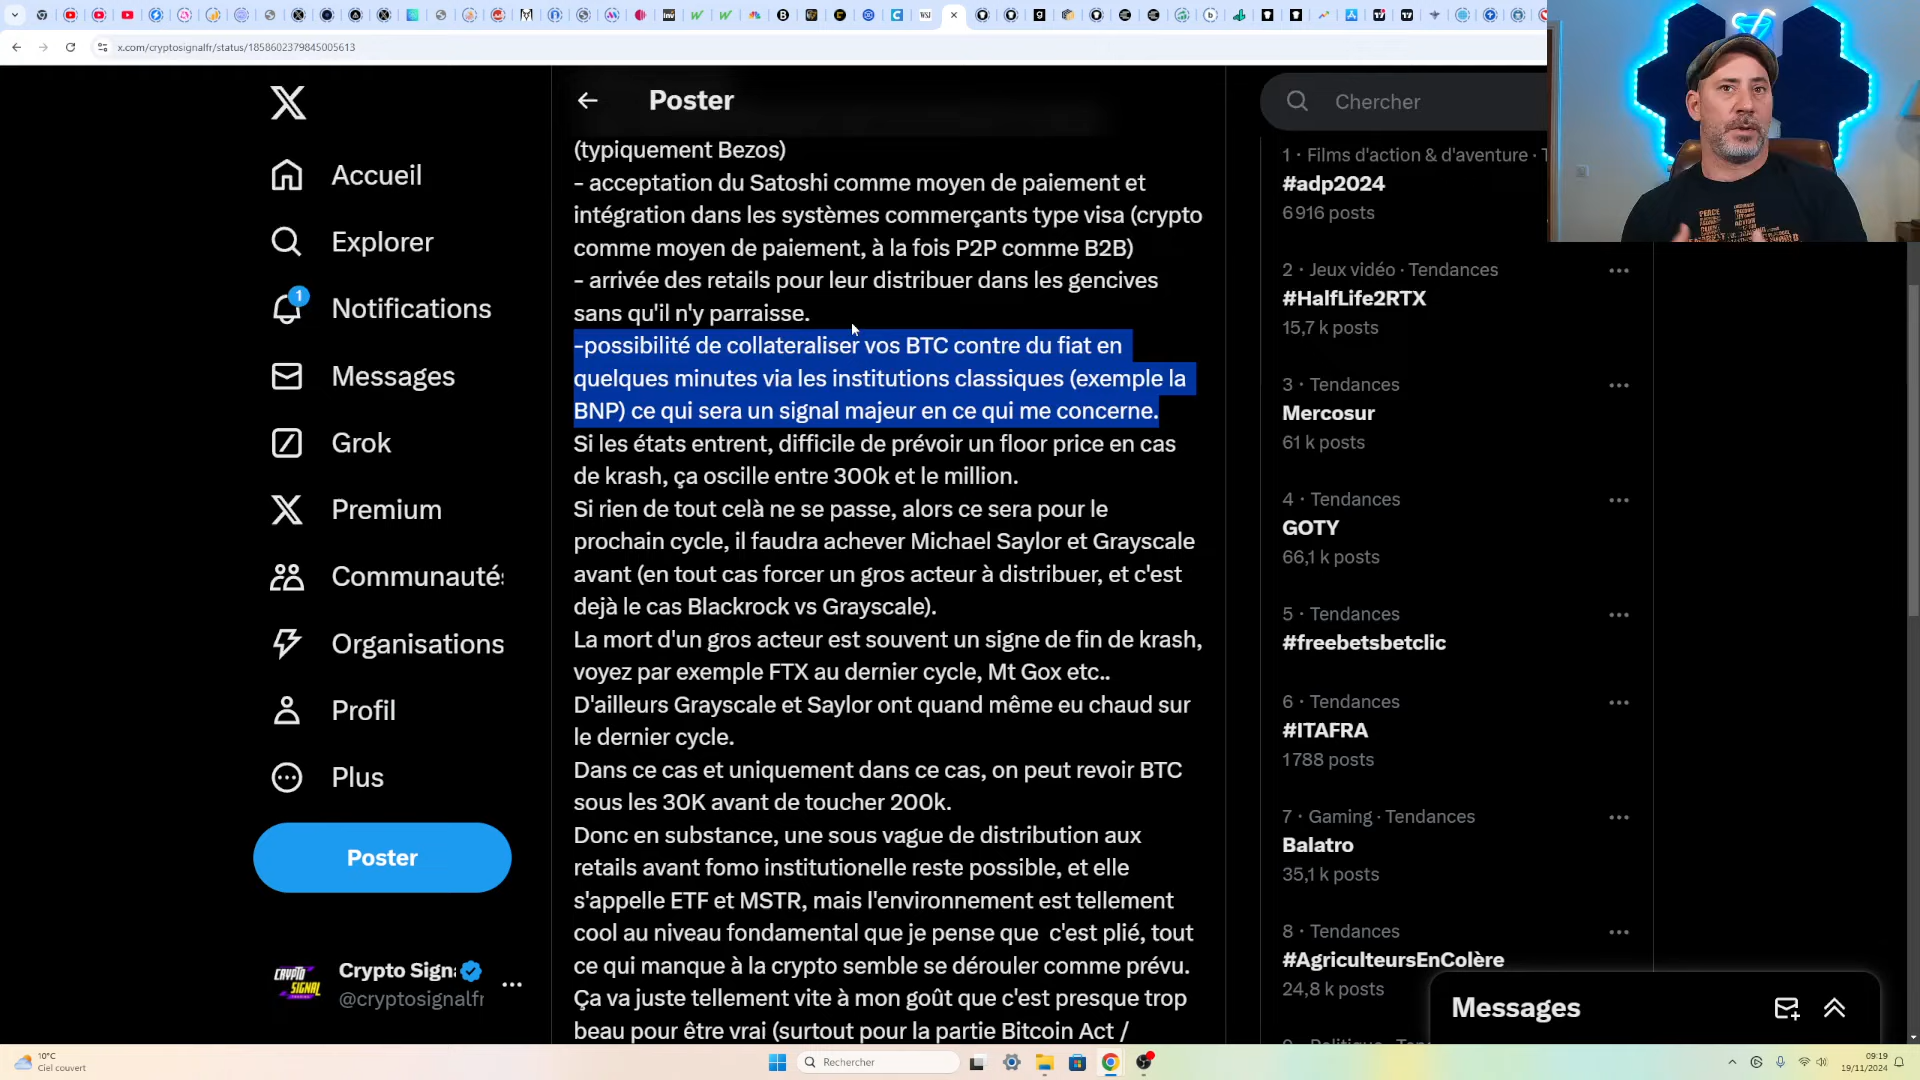 x.com/cryptosignalfr/status/1858602379845005613
Accueil
Explorer
1
Notifications
Messages
Grok
Premium
Communautés
Organisations
Profil
Plus
Poster
CRYPTO
SIGNAL
Crypto Sign
@cryptosignalfr
Poster
(typiquement Bezos)
- acceptation du Satoshi comme moyen de paiement et
intégration dans les systèmes commerçants type visa (crypto
comme moyen de paiement, à la fois P2P comme B2B)
- arrivée des retails pour leur distribuer dans les gencives
sans qu'il n'y parraisse.
-possibilité de collateraliser vos BTC contre du fiat en
quelques minutes via les institutions classiques (exemple la
BNP) ce qui sera un signal majeur en ce qui me concerne.
Si les états entrent, difficile de prévoir un floor price en cas
de krash, ça oscille entre 300k et le million.
Si rien de tout celà ne se passe, alors ce sera pour le
prochain cycle, il faudra achever Michael Saylor et Grayscale
avant (en tout cas forcer un gros acteur à distribuer, et c'est
dejà le cas Blackrock vs Grayscale).
La mort d'un gros acteur est souvent un signe de fin de krash,
voyez par exemple FTX au dernier cycle, Mt Gox etc..
D'ailleurs Grayscale et Saylor ont quand même eu chaud sur
le dernier cycle.
Dans ce cas et uniquement dans ce cas, on peut revoir BTC
sous les 30K avant de toucher 200k.
Donc en substance, une sous vague de distribution aux
retails avant fomo institutionelle reste possible, et elle
s'appelle ETF et MSTR, mais l'environement est tellement
cool au niveau fondamental que je pense que c'est plié, tout
ce qui manque à la crypto semble se dérouler comme prévu.
Ça va juste tellement vite à mon goût que c'est presque trop
beau pour être vrai (surtout pour la partie Bitcoin Act /
Chercher
1 · Films d'action & d'aventure ·
#adp2024
6 916 posts
2 · Jeux vidéo · Tendances
#HalfLife2RTX
15,7 k posts
3 · Tendances
Mercosur
61 k posts
4 · Tendances
GOTY
66,1 k posts
5 · Tendances
#freebetsbetclic
6 · Tendances
#ITAFRA
1 788 posts
7 · Gaming · Tendances
Balatro
35,1 k posts
8 · Tendances
#AgriculteursEnColère
24,8 k posts
Messages
10°C
Ciel couvert
Rechercher
09:19
19/11/2024